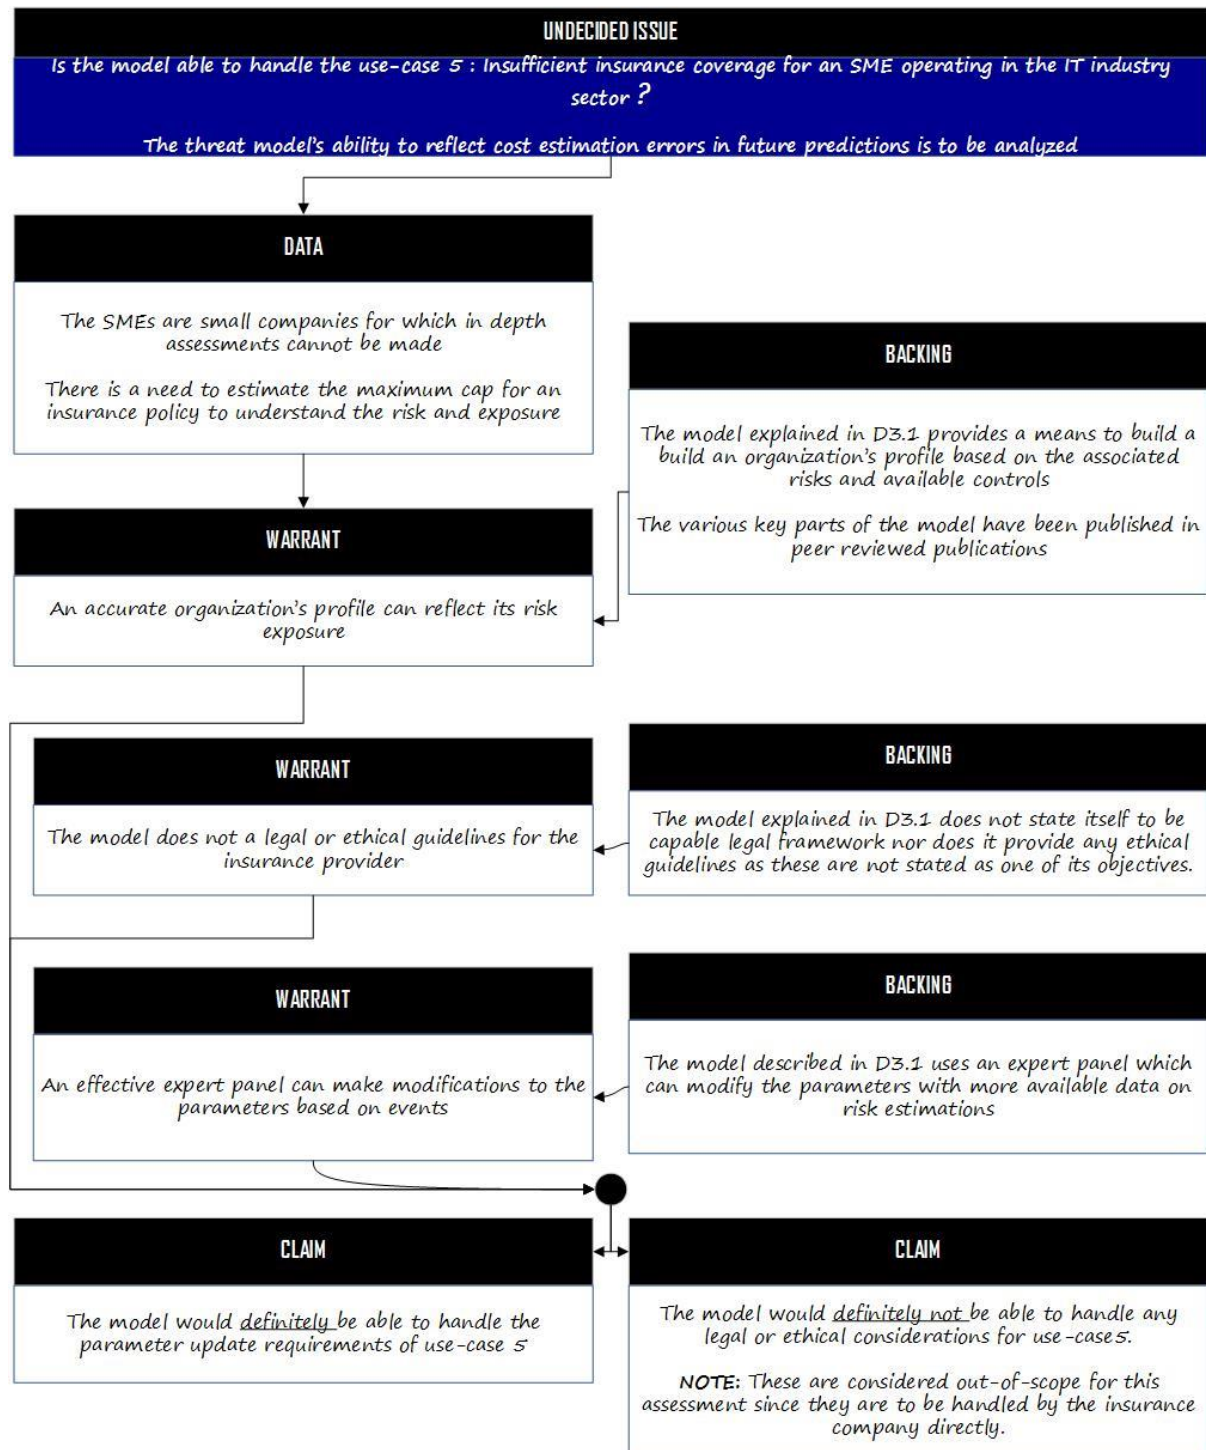 UNDECIDED ISSUE
Is the model able to handle the use-case 5 : Insufficient insurance coverage for an SME operating in the IT industry
sector ?
The threat model's ability to reflect cost estimation errors in future predictions is to be analyzed
DATA
The SMEs are small companies for which in depth
assessments cannot be made
There is a need to estimate the maximum cap for an
insurance policy to understand the risk and exposure
BACKING
The model explained in D3.1 provides a means to build a
build an organization's profile based on the associated
risks and available controls
The various key parts of the model have been published in
peer reviewed publications
WARRANT
An accurate organization's profile can reflect its risk
exposure
WARRANT
The model does not a legal or ethical guidelines for the
insurance provider
BACKING
The model explained in D3.1 does not state itself to be
capable legal framework nor does it provide any ethical
guidelines as these are not stated as one of its objectives.
WARRANT
An effective expert panel can make modifications to the
parameters based on events
BACKING
The model described in D3.1 uses an expert panel which
can modify the parameters with more available data on
risk estimations
CLAIM
The model would definitely be able to handle the
parameter update requirements of use-case 5
CLAIM
The model would definitely not be able to handle any
legal or ethical considerations for use-case5.
NOTE: These are considered out-of-scope for this
assessment since they are to be handled by the insurance
company directly.